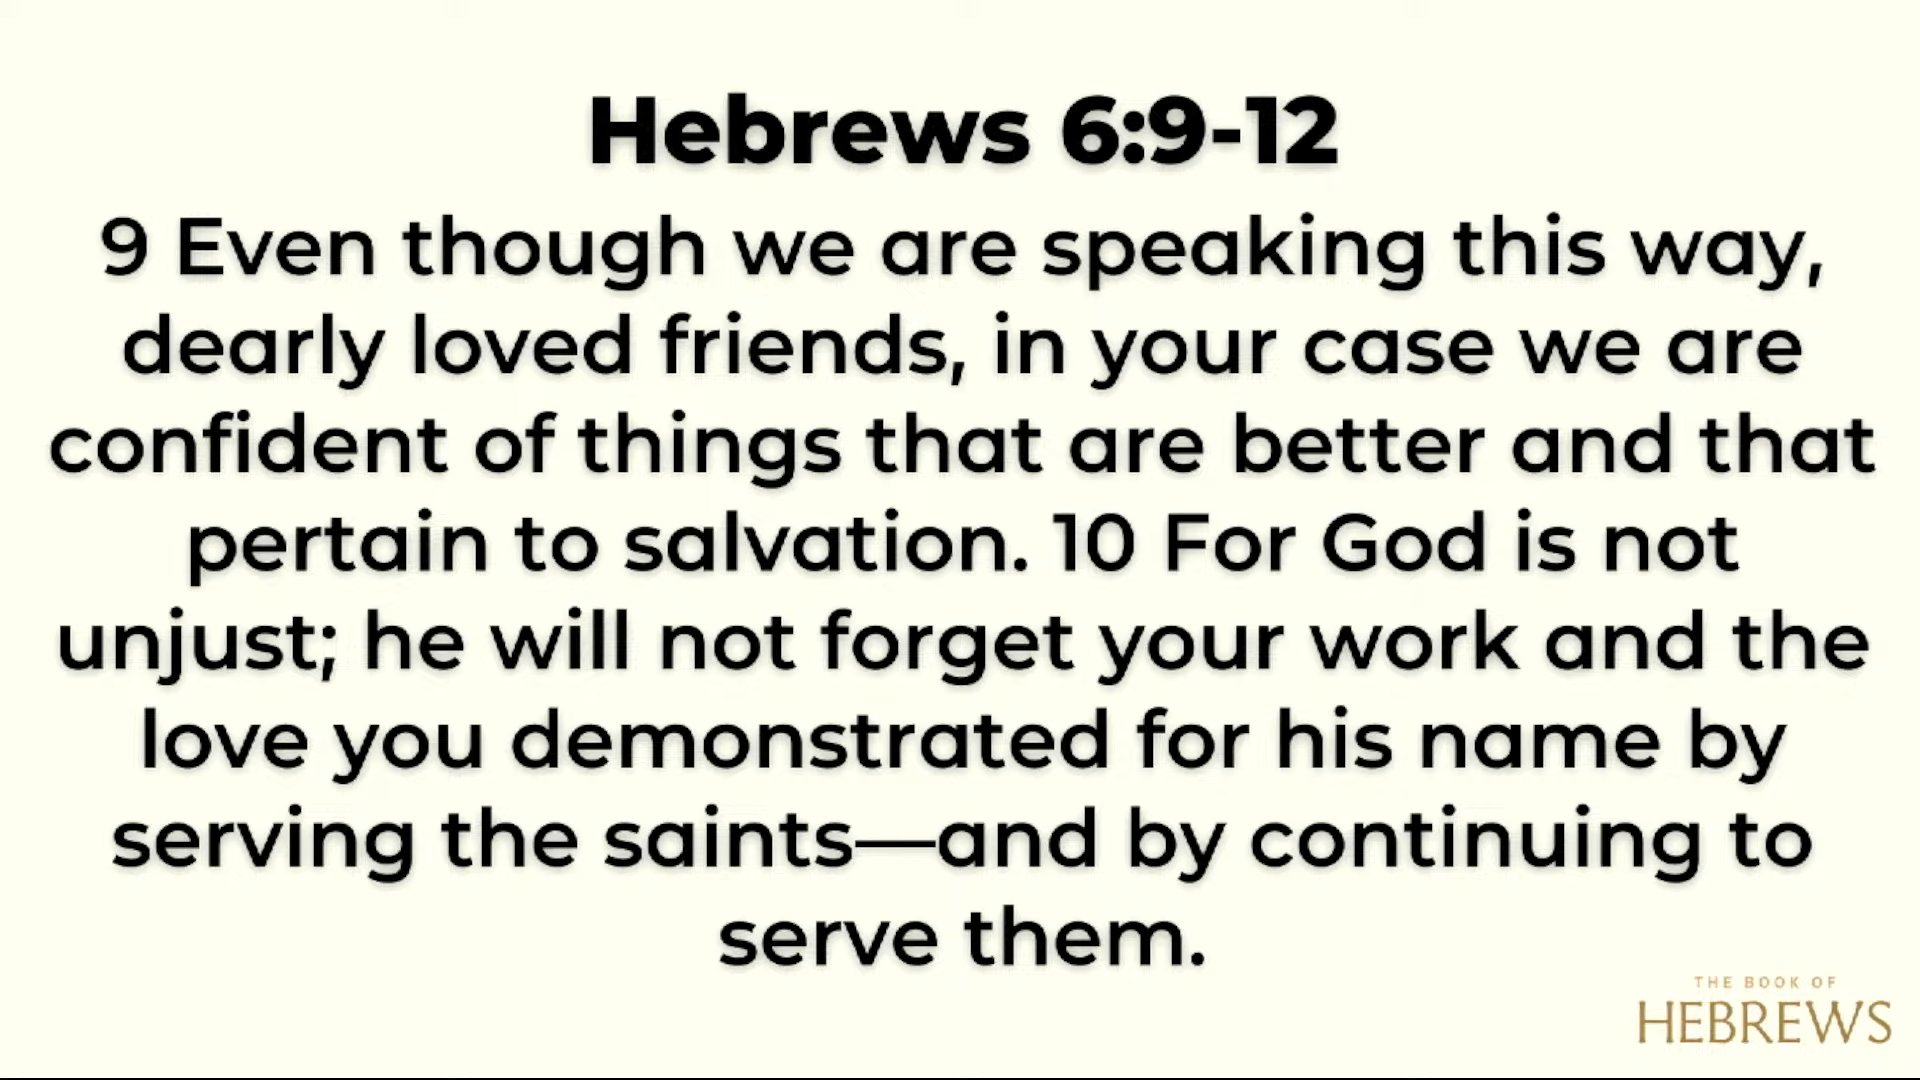 Hebrews 6:9-12
9 Even though we are speaking this way,
dearly loved friends, in your case we are
confident of things that are better and that
pertain to salvation. 10 For God is not
unjust; he will not forget your work and the
love you demonstrated for his name by
serving the saints—and by continuing to
serve them.
THE BOOK OF
HEBREWS